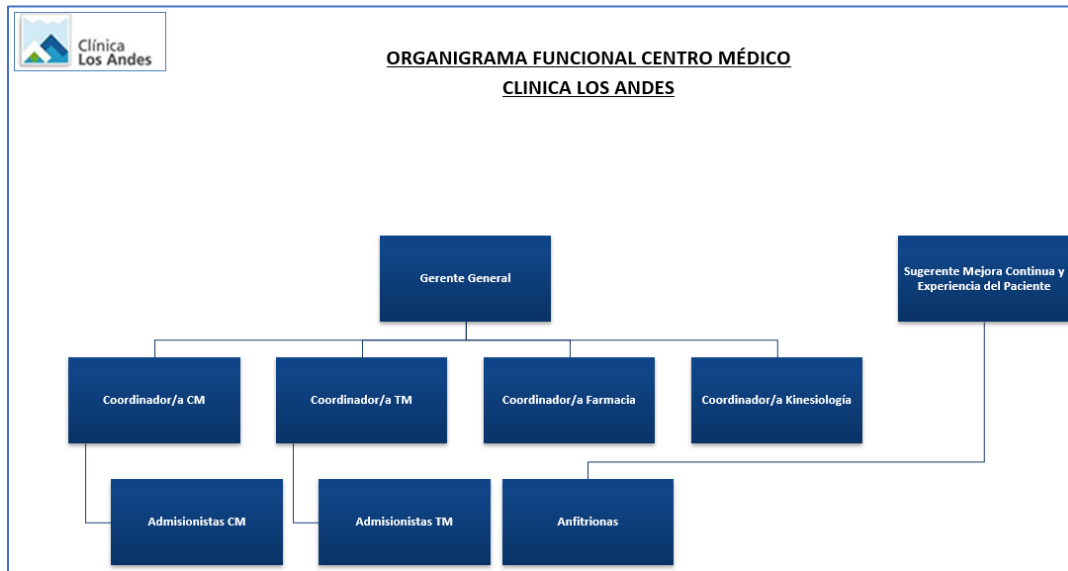 Clínica
Los Andes
ORGANIGRAMA FUNCIONAL CENTRO MÉDICO
CLINICA LOS ANDES
Gerente General
Sugerente Mejora Continua y
Experiencia del Paciente
Coordinador/a CM
Coordinador/a TM
Coordinador/a Farmacia
Coordinador/a Kinesiología
Admisionistas CM
Admisionistas TM
Anfitrionas